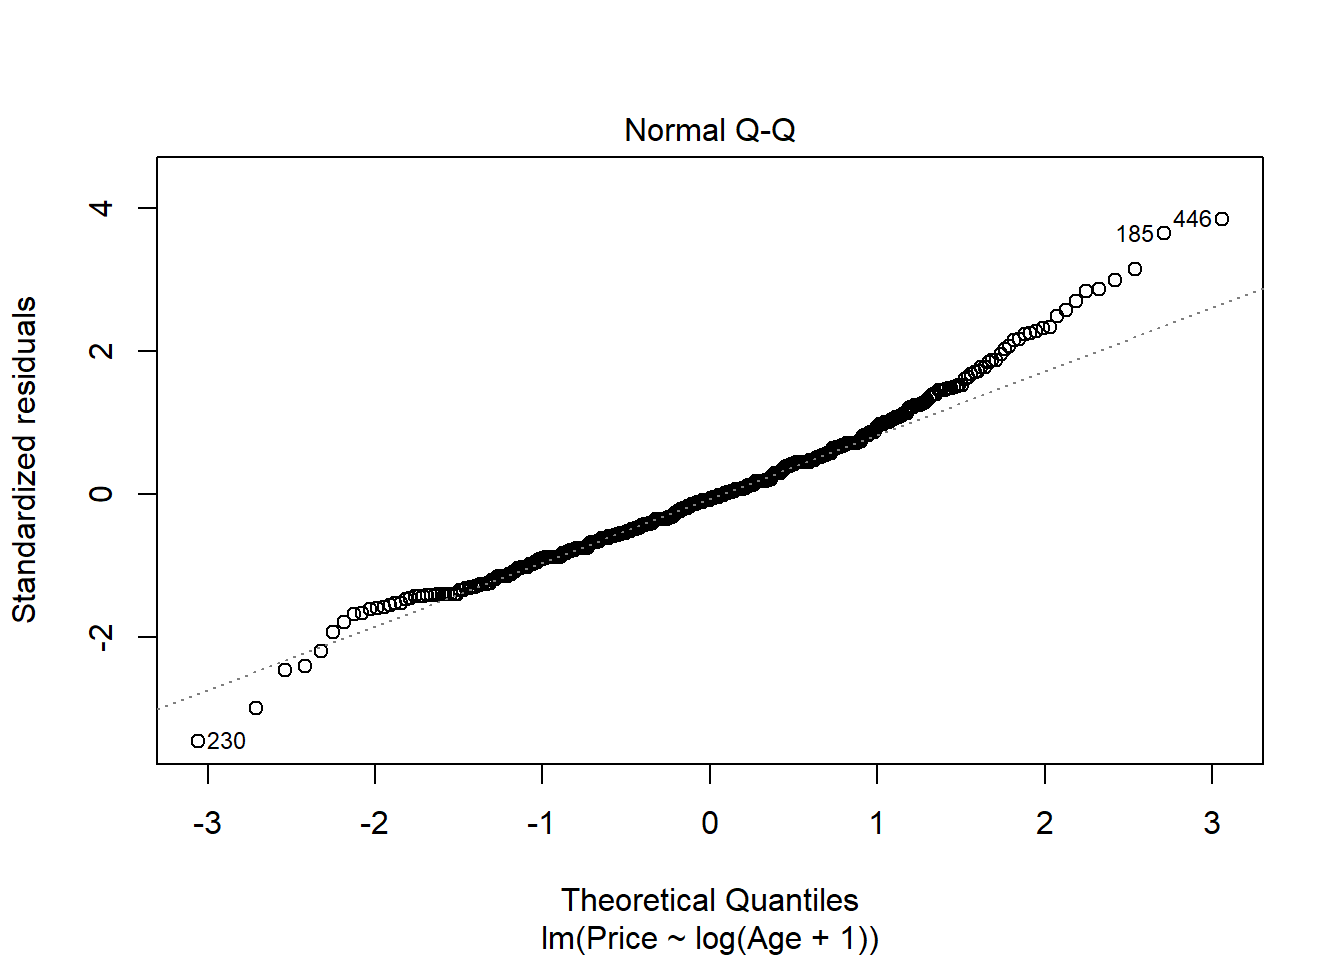 Normal Q-Q
4
2
0
-2
Standardized residuals
185
446
230
-3 -2 -1 0 1 2 3
Theoretical Quantiles
lm(Price ~ log(Age + 1))